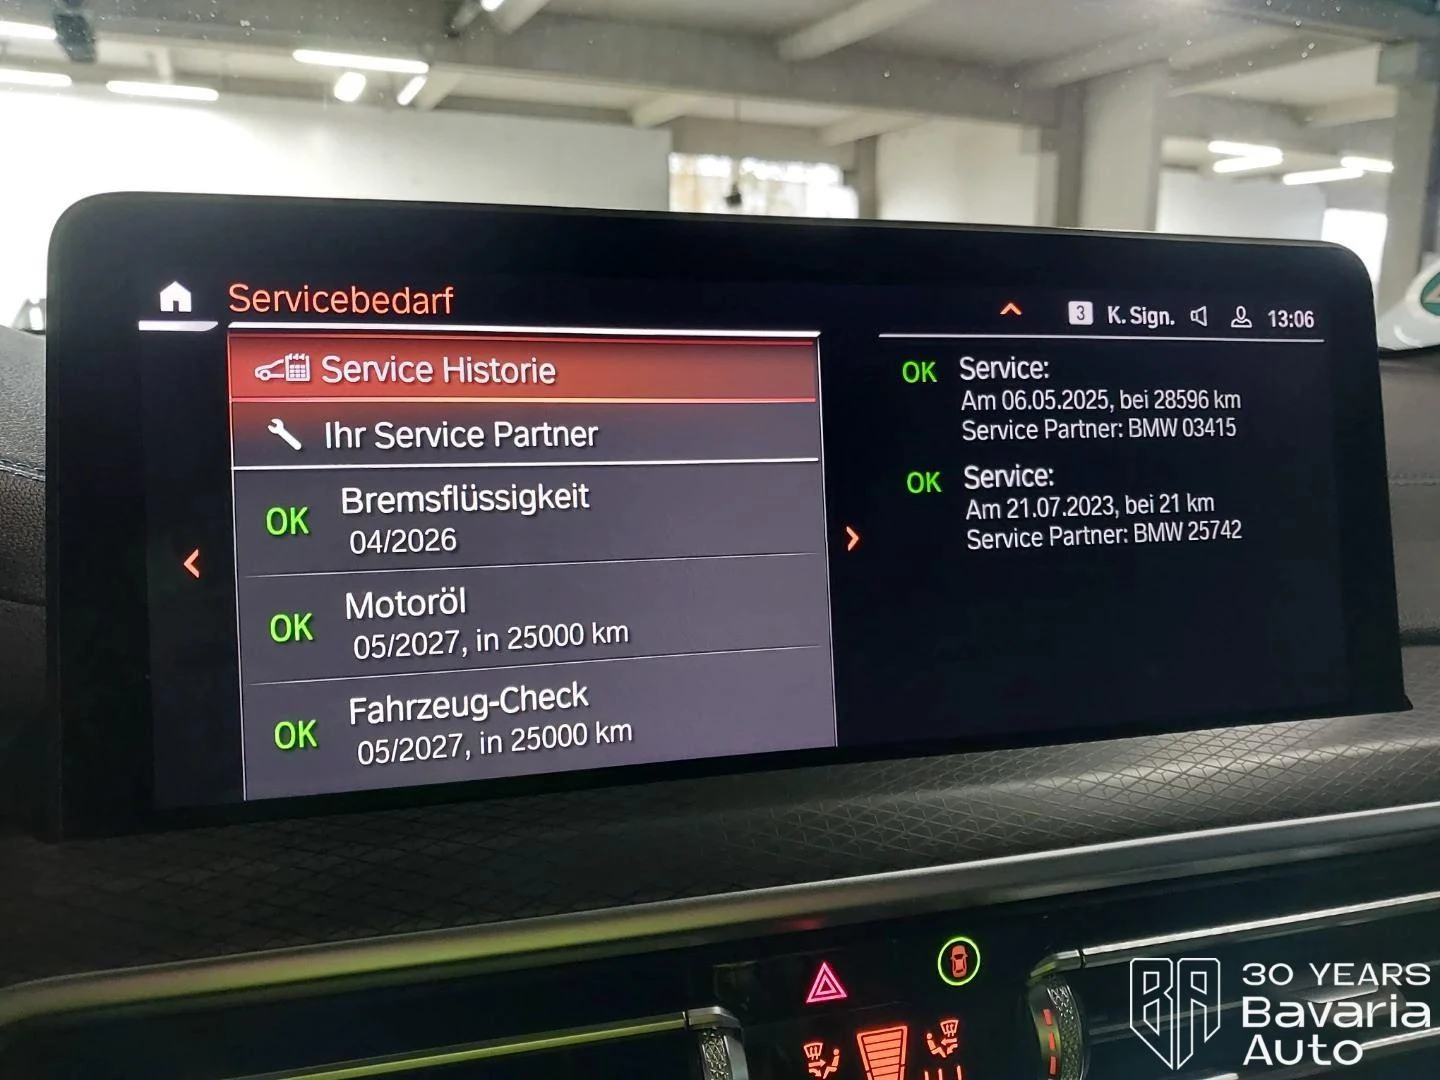 Servicebedarf
3 K. Sign. 13:06
Service Historie
Ihr Service Partner
OK Bremsflüssigkeit
04/2026
OK Motoröl
05/2027, in 25000 km
OK Fahrzeug-Check
05/2027, in 25000 km
OK Service:
Am 06.05.2025, bei 28596 km
Service Partner: BMW 03415
OK Service:
Am 21.07.2023, bei 21 km
Service Partner: BMW 25742
BA
30 YEARS
Bavaria
Auto